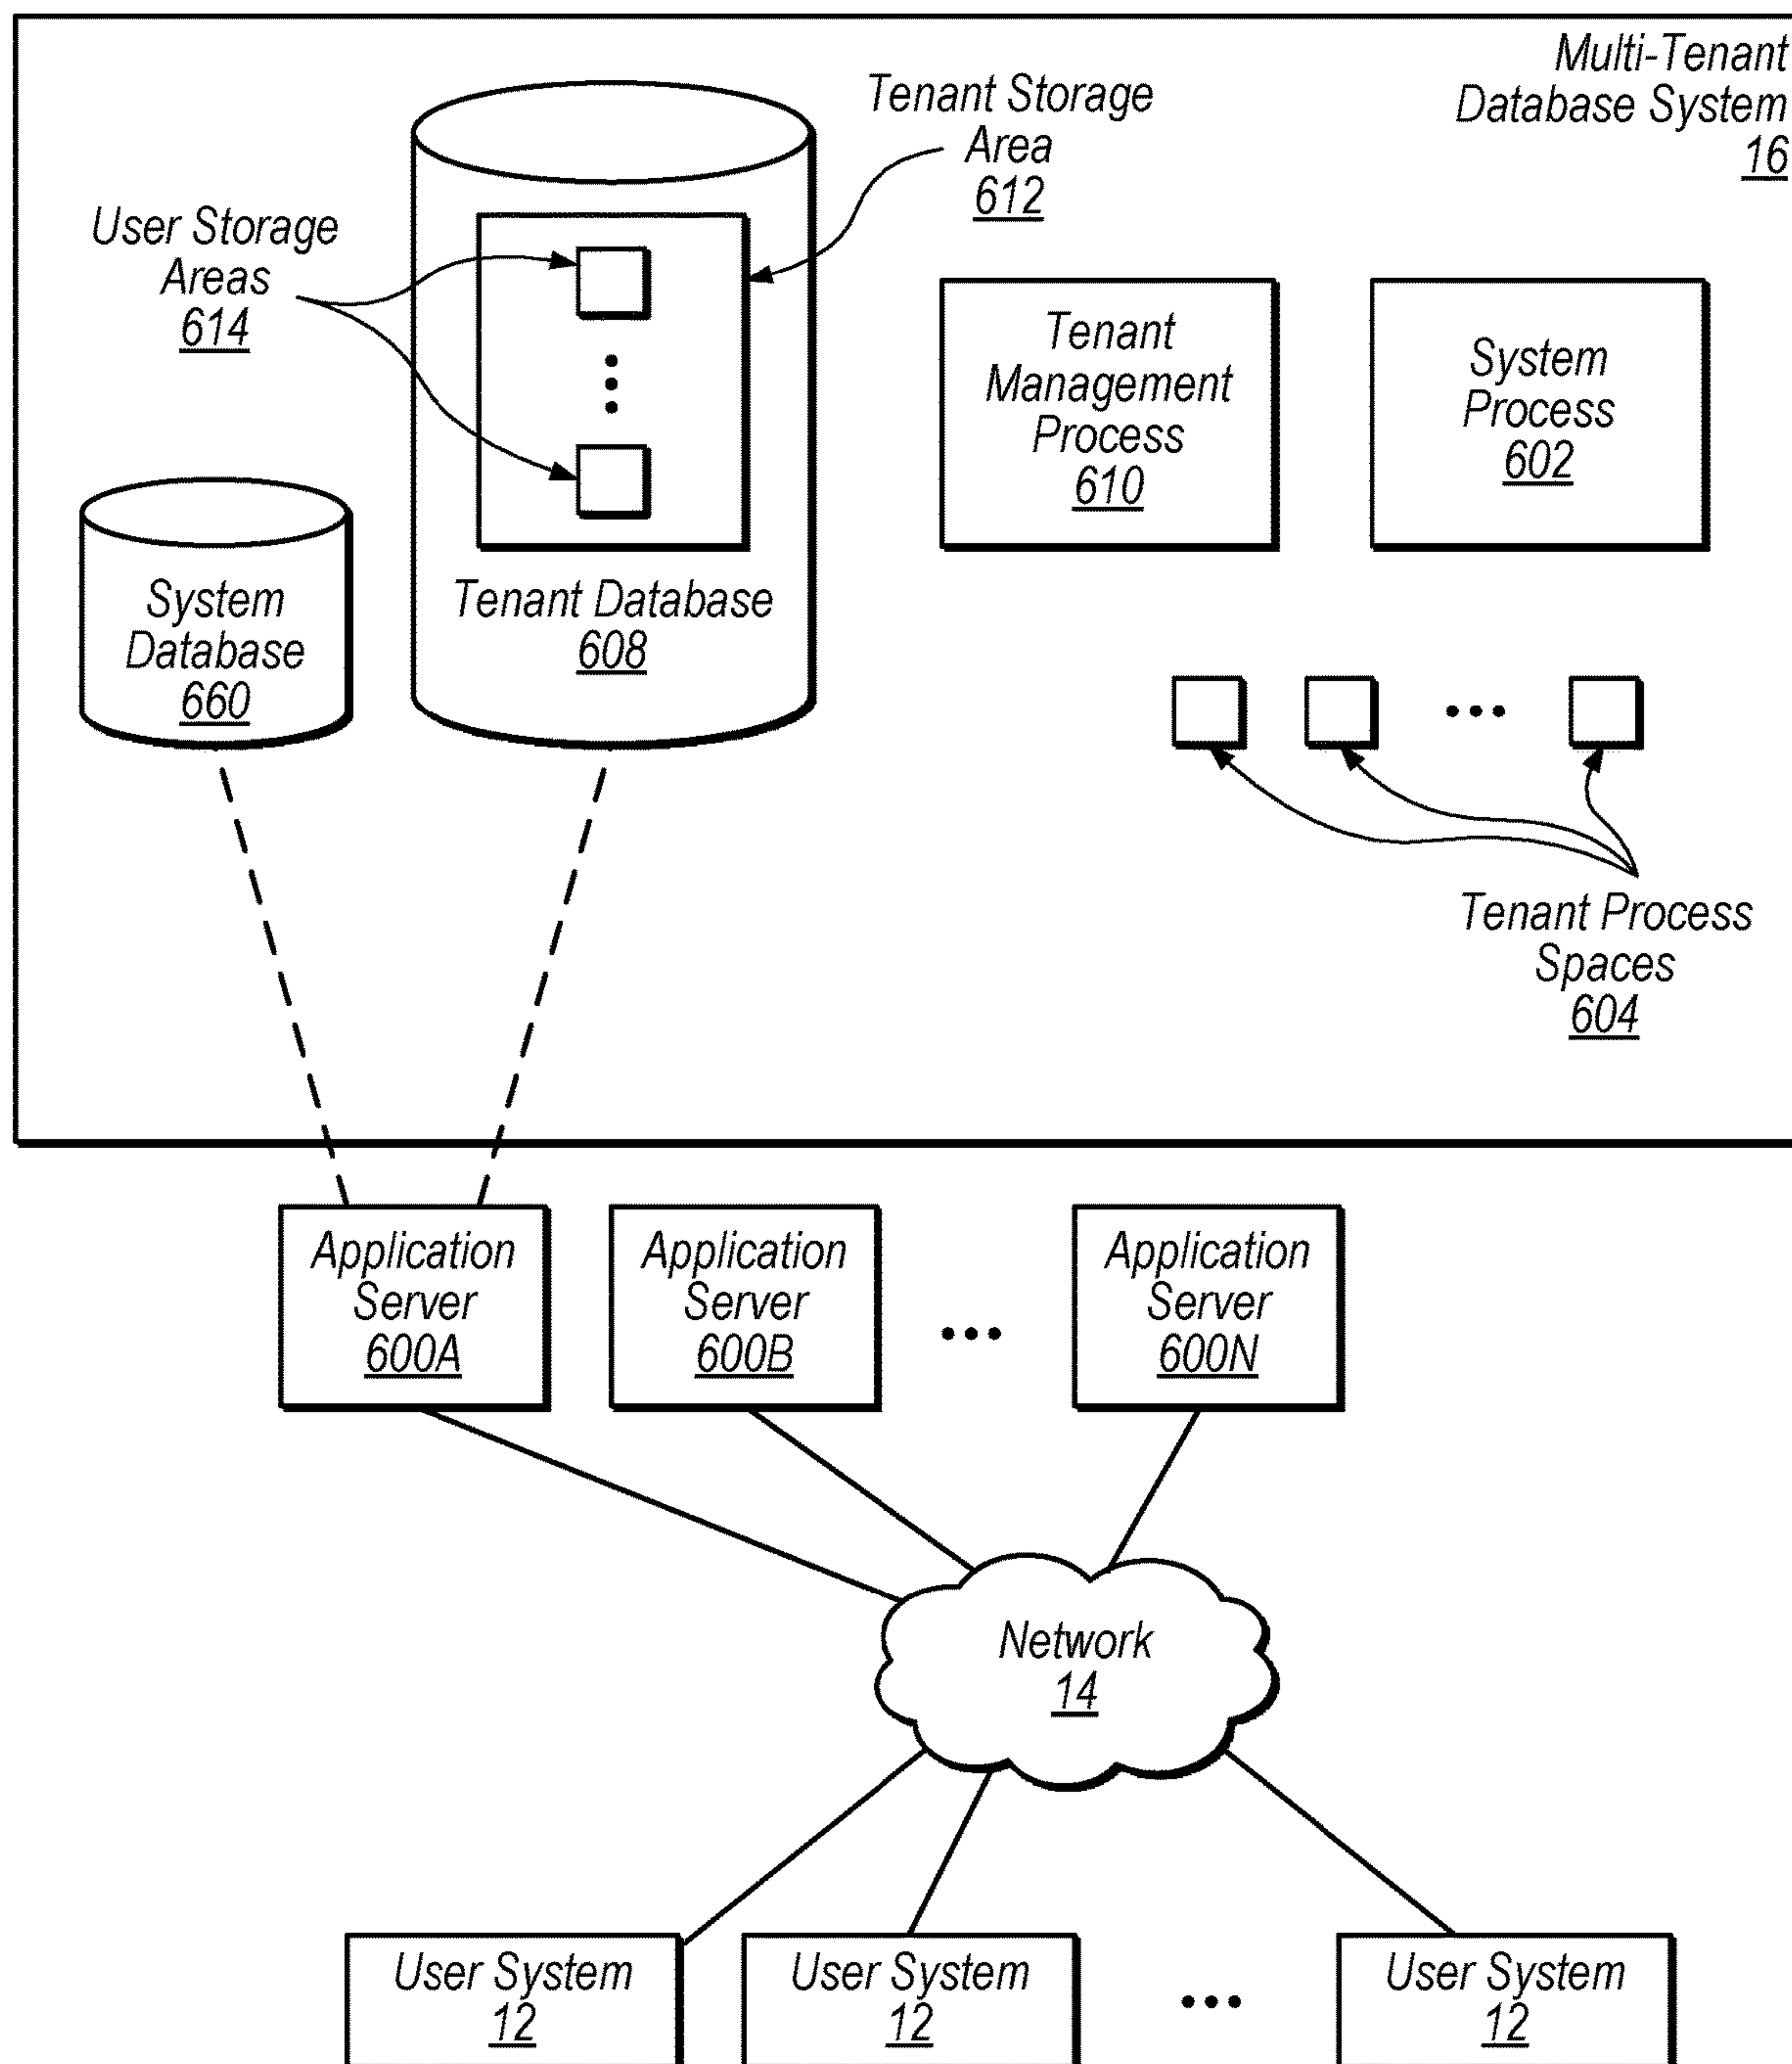 Multi-Tenant
Database System
16
Tenant Storage
Area
612
User Storage
Areas
614
Tenant
Management
Process
610
System
Process
602
System
Database
660
Tenant Database
608
Tenant Process
Spaces
604
Application
Server
600A
Application
Server
600B
Application
Server
600N
Network
14
User System
12
User System
12
User System
12